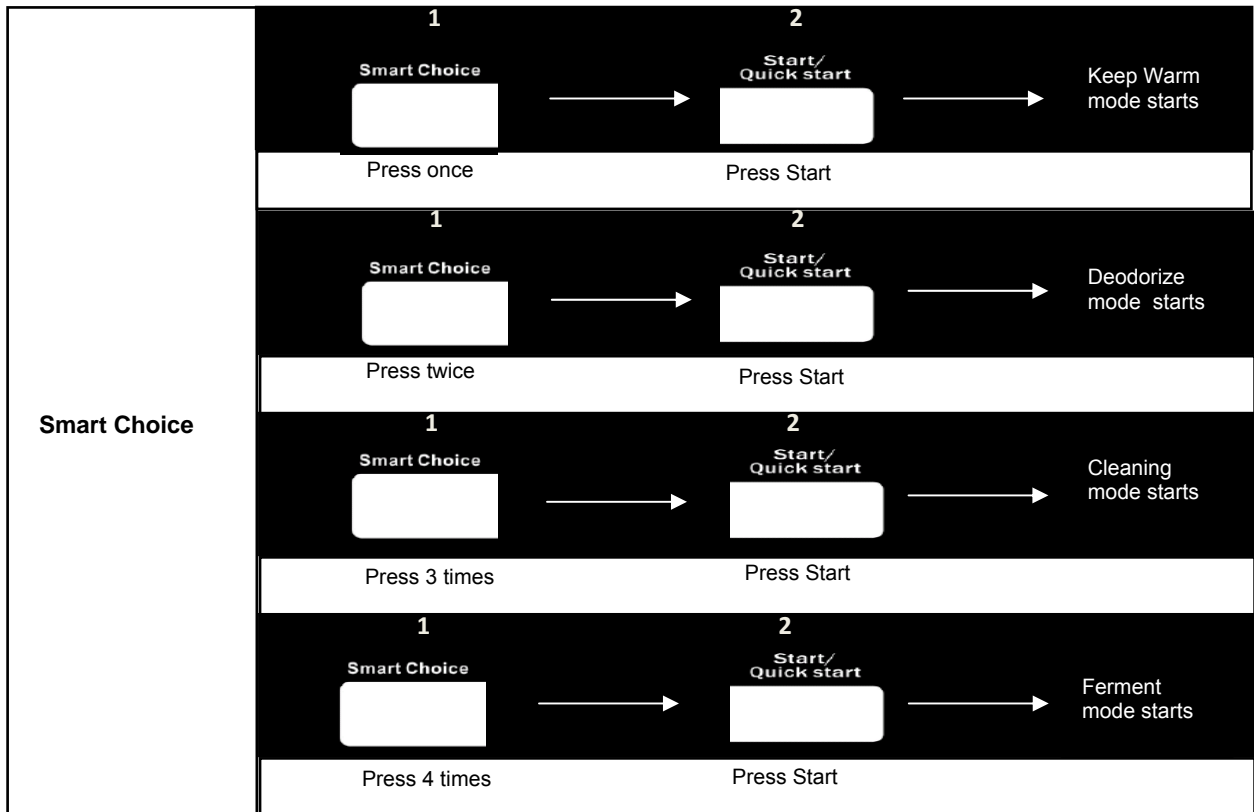 Smart Choice
1 2
Smart Choice
Start/
Quick start
Keep Warm
mode starts
Press once
Press Start
1 2
Smart Choice
Start/
Quick start
Deodorize
mode starts
Press twice
Press Start
1 2
Smart Choice
Start/
Quick start
Cleaning
mode starts
Press 3 times
Press Start
1 2
Smart Choice
Start/
Quick start
Ferment
mode starts
Press 4 times
Press Start